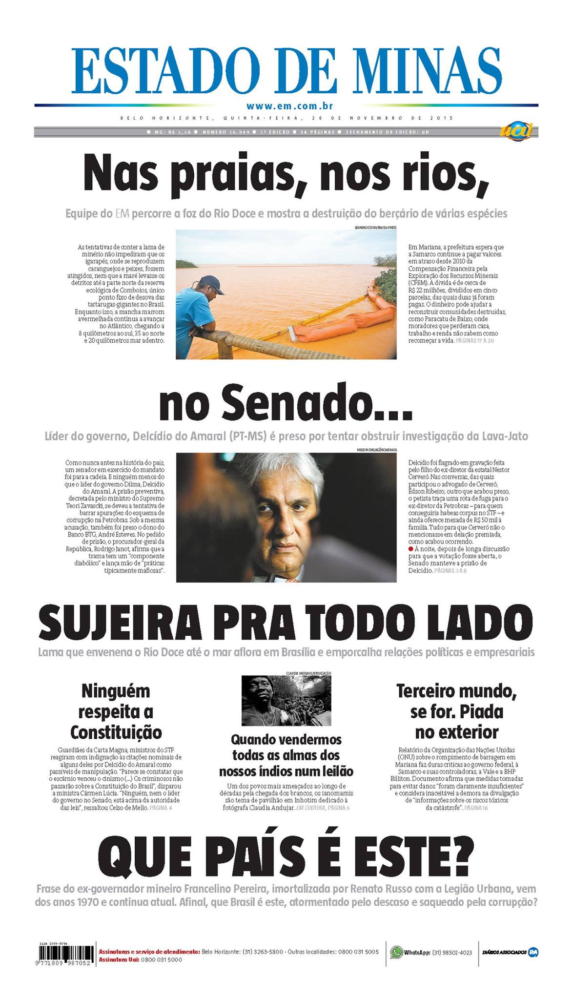 ESTADO DE MINAS
www.em.com.br
BELO HORIZONTE, QUINTA-FEIRA, 26 DE NOVEMBRO DE 2015
● MG: R$ 2,50 ● NÚMERO 26.949 ● 2ª EDIÇÃO ● 38 PÁGINAS ● FECHAMENTO DA EDIÇÃO: 0H
uai
Nas praias, nos rios,
Equipe do EM percorre a foz do Rio Doce e mostra a destruição do berçário de várias espécies
LEANDRO COURI/EM/D.A PRESS
As tentativas de conter a lama de
minério não impediram que os
igarapés, onde se reproduzem
caranguejos e peixes, fossem
atingidos, nem que a maré levasse os
detritos até a parte norte da reserva
ecológica de Comboios, único
ponto fixo de desova das
tartarugas-gigantes no Brasil.
Enquanto isso, a mancha marrom
avermelhada continua a avançar
no Atlântico, chegando a
8 quilômetros ao sul, 35 ao norte
e 20 quilômetros mar adentro.
Em Mariana, a prefeitura espera que
a Samarco continue a pagar valores
em atraso desde 2010 da
Compensação Financeira pela
Exploração dos Recursos Minerais
(CFEM). A dívida é de cerca de
R$ 22 milhões, divididos em cinco
parcelas, das quais duas já foram
pagas. O dinheiro pode ajudar a
reconstruir comunidades destruídas,
como Paracatu de Baixo, onde
moradores que perderam casa,
trabalho e renda não sabem como
recomeçar a vida. PÁGINAS 17 A 20
no Senado...
Líder do governo, Delcídio do Amaral (PT-MS) é preso por tentar obstruir investigação da Lava-Jato
WILSON DIAS/AGÊNCIA BRASIL
Como nunca antes na história do país,
um senador em exercício do mandato
foi para a cadeia. E ninguém menos do
que o líder do governo Dilma, Delcídio
do Amaral. A prisão preventiva,
decretada pelo ministro do Supremo
Teori Zavascki, se deveu a tentativa de
barrar apurações do esquema de
corrupção na Petrobras. Sob a mesma
acusação, também foi preso o dono do
Banco BTG, André Esteves. No pedido
de prisão, o procurador-geral da
República, Rodrigo Janot, afirma que a
trama tem um “componente
diabólico” e lança mão de “práticas
tipicamente mafiosas”.
Delcídio foi flagrado em gravação feita
pelo filho do ex-diretor da estatal Nestor
Cerveró. Nas conversas, das quais
participou o advogado de Cerveró,
Edson Ribeiro, outro que acabou preso,
o petista traça uma rota de fuga para o
ex-diretor da Petrobras – para quem
conseguiria habeas corpus no STF – e
ainda oferece mesada de R$ 50 mil à
família. Tudo para que Cerveró não o
mencionasse em delação premiada,
como acabou ocorrendo.
● À noite, depois de longa discussão
para que a votação fosse aberta, o
Senado manteve a prisão de
Delcídio. PÁGINAS 3 A 8
SUJEIRA PRA TODO LADO
Lama que envenena o Rio Doce até o mar aflora em Brasília e emporcalha relações políticas e empresariais
Ninguém
respeita a
Constituição
Guardiães da Carta Magna, ministros do STF
reagiram com indignação às citações nominais de
alguns deles por Delcídio do Amaral como
passíveis de manipulação. “Parece se constatar que
o escárnio venceu o cinismo (...) Os criminosos não
passarão sobre a Constituição do Brasil”, disparou
a ministra Cármen Lúcia. “Ninguém, nem o líder
do governo no Senado, está acima da autoridade
das leis”, ressaltou Celso de Mello. PÁGINA 4
CLAUDIA ANDUJAR/DIVULGAÇÃO
Quando vendermos
todas as almas dos
nossos índios num leilão
Um dos povos mais ameaçados ao longo de
décadas pela chegada dos brancos, os ianomamis
são tema de pavilhão em Inhotim dedicado à
fotógrafa Claudia Andujar. EM CULTURA, PÁGINA 6
Terceiro mundo,
se for. Piada
no exterior
Relatório da Organização das Nações Unidas
(ONU) sobre o rompimento de barragem em
Mariana faz duras críticas ao governo federal, à
Samarco e suas controladoras, a Vale e a BHP
Billiton. Documento afirma que medidas tomadas
para evitar danos “foram claramente insuficientes”
e considera inaceitável a demora na divulgação
de “informações sobre os riscos tóxicos
da catástrofe”. PÁGINA 18
QUE PAÍS É ESTE?
Frase do ex-governador mineiro Francelino Pereira, imortalizada por Renato Russo com a Legião Urbana, vem
dos anos 1970 e continua atual. Afinal, que Brasil é este, atormentado pelo descaso e saqueado pela corrupção?
ISSN 1809-9874
9 771809 987052
Assinaturas e serviço de atendimento: Belo Horizonte: (31) 3263-5800 - Outras localidades: 0800 031 5005
Assinatura Uai: 0800 031 5000
WhatsApp: (31) 98502-4023
DIÁRIOS ASSOCIADOS DA